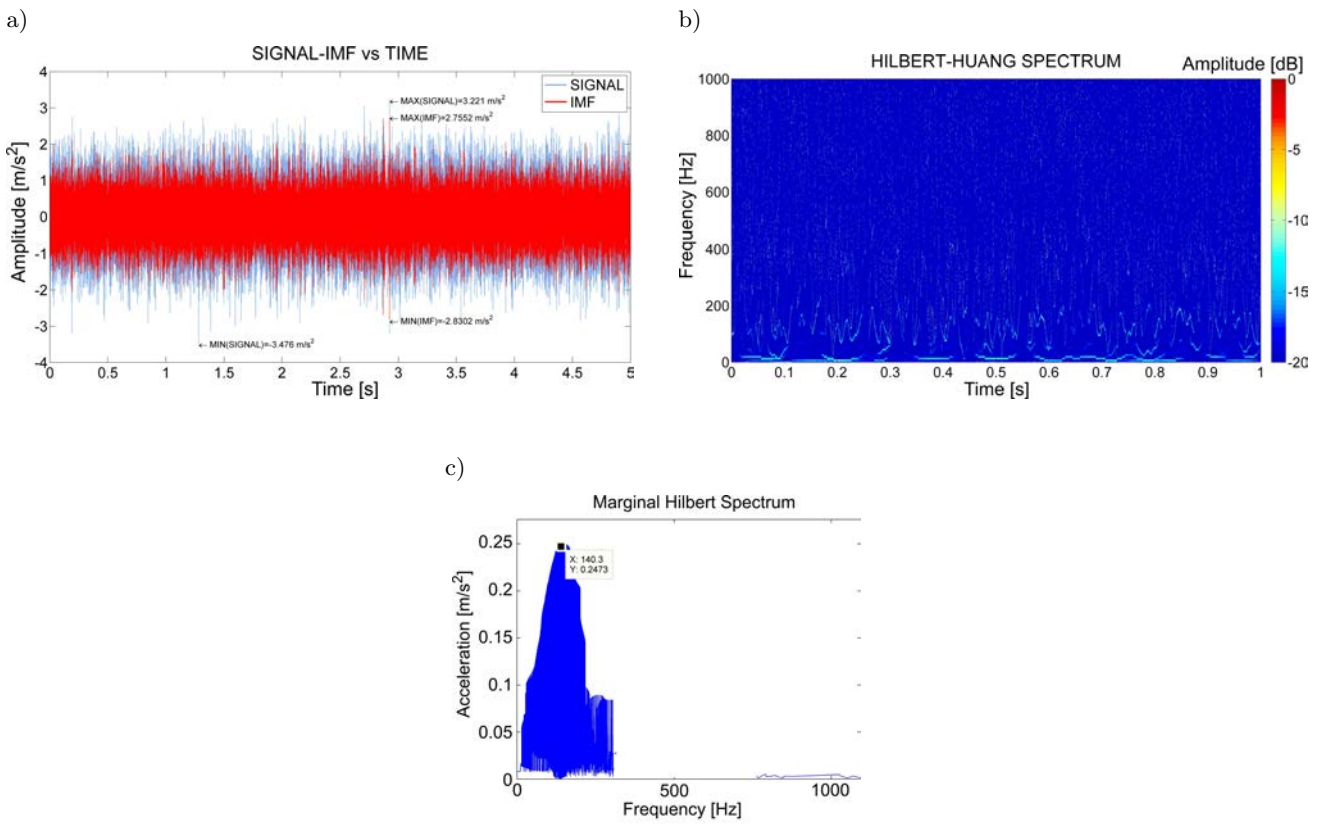 a)
SIGNAL-IMF vs TIME
4
3
2
1
0
-1
-2
-3
-4
Amplitude [m/s²]
SIGNAL
IMF
MAX(SIGNAL)=3.221 m/s²
MAX(IMF)=2.7552 m/s²
MIN(IMF)=-2.8302 m/s²
MIN(SIGNAL)=-3.476 m/s²
0 0.5 1 1.5 2 2.5 3 3.5 4 4.5 5
Time [s]
b)
HILBERT-HUANG SPECTRUM
Amplitude [dB]
1000
800
600
400
200
0
Frequency [Hz]
0 0.1 0.2 0.3 0.4 0.5 0.6 0.7 0.8 0.9 1
Time [s]
0
-5
-10
-15
-20
c)
Marginal Hilbert Spectrum
0.25
0.2
0.15
0.1
0.05
0
Acceleration [m/s²]
X: 140.3
Y: 0.2473
0 500 1000
Frequency [Hz]